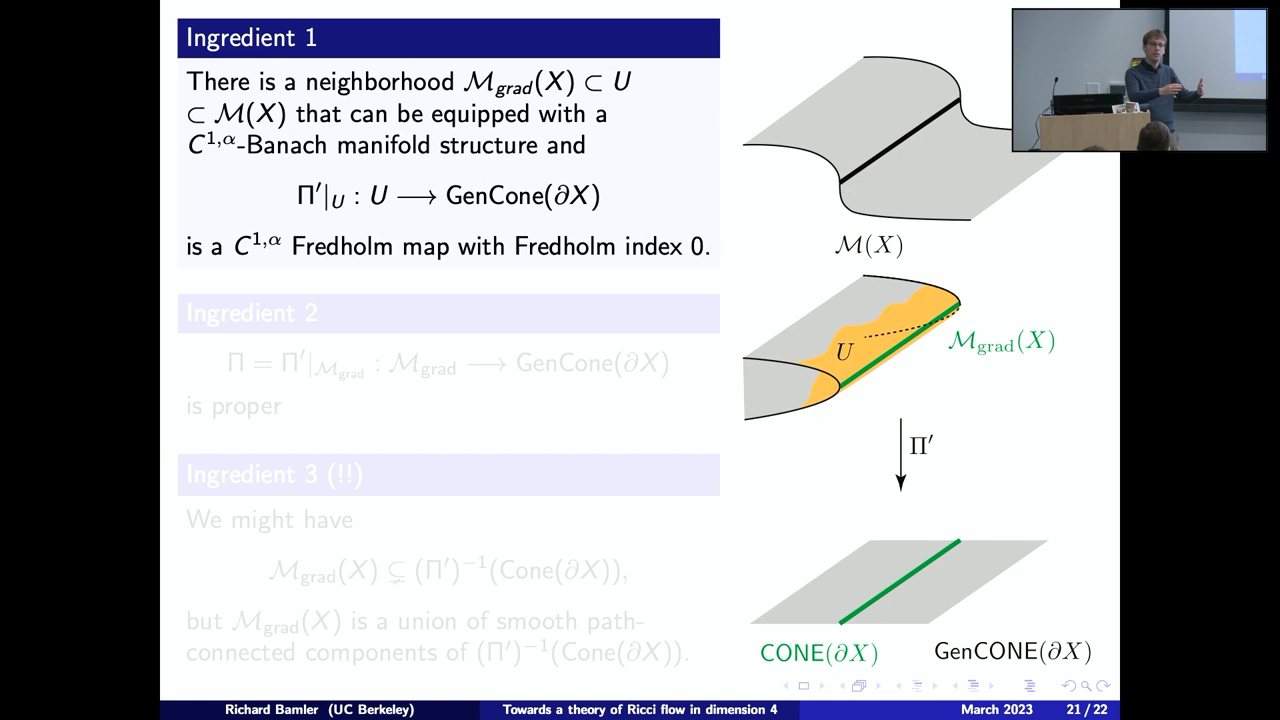 Ingredient 1
There is a neighborhood ℳ_grad(X) ⊂ U
⊂ ℳ(X) that can be equipped with a
C^{1,α}-Banach manifold structure and
Π′|_U : U ⟶ GenCone(∂X)
is a C^{1,α} Fredholm map with Fredholm index 0.
Ingredient 2
Π = Π′|_{ℳ_grad} : ℳ_grad ⟶ GenCone(∂X)
is proper
Ingredient 3 (!!)
We might have
ℳ_grad(X) ⊊ (Π′)^{-1}(Cone(∂X)),
but ℳ_grad(X) is a union of smooth path-
connected components of (Π′)^{-1}(Cone(∂X)).
ℳ(X)
U
ℳ_grad(X)
Π′
CONE(∂X)
GenCONE(∂X)
Richard Bamler (UC Berkeley)
Towards a theory of Ricci flow in dimension 4
March 2023
21 / 22